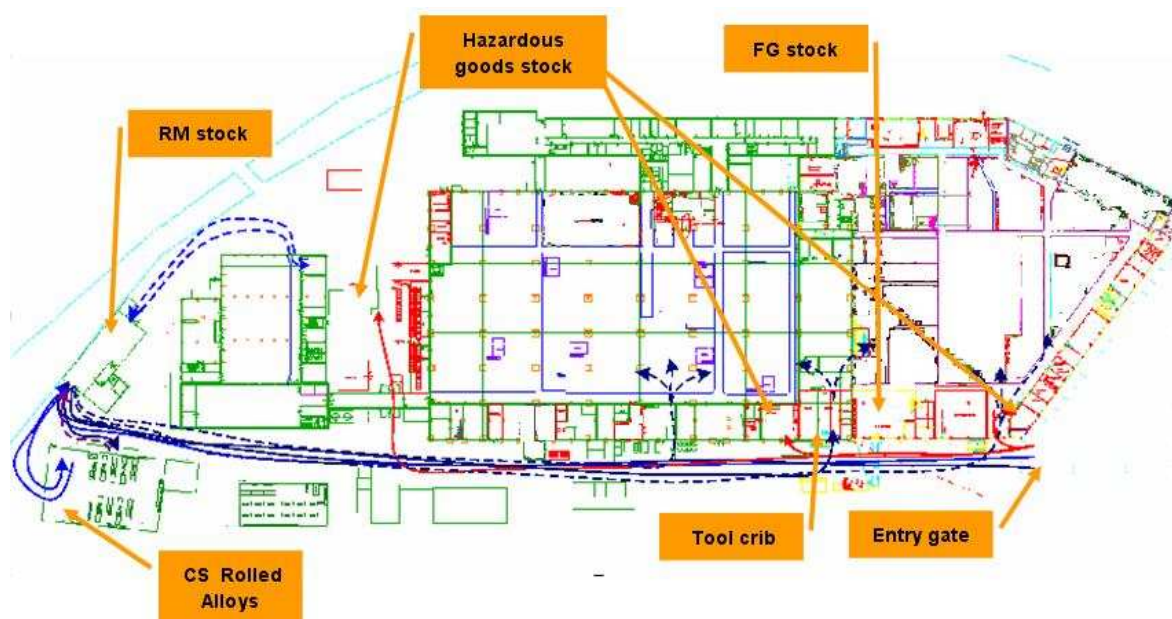 Hazardous
goods stock
FG stock
RM stock
Tool crib
Entry gate
CS Rolled
Alloys